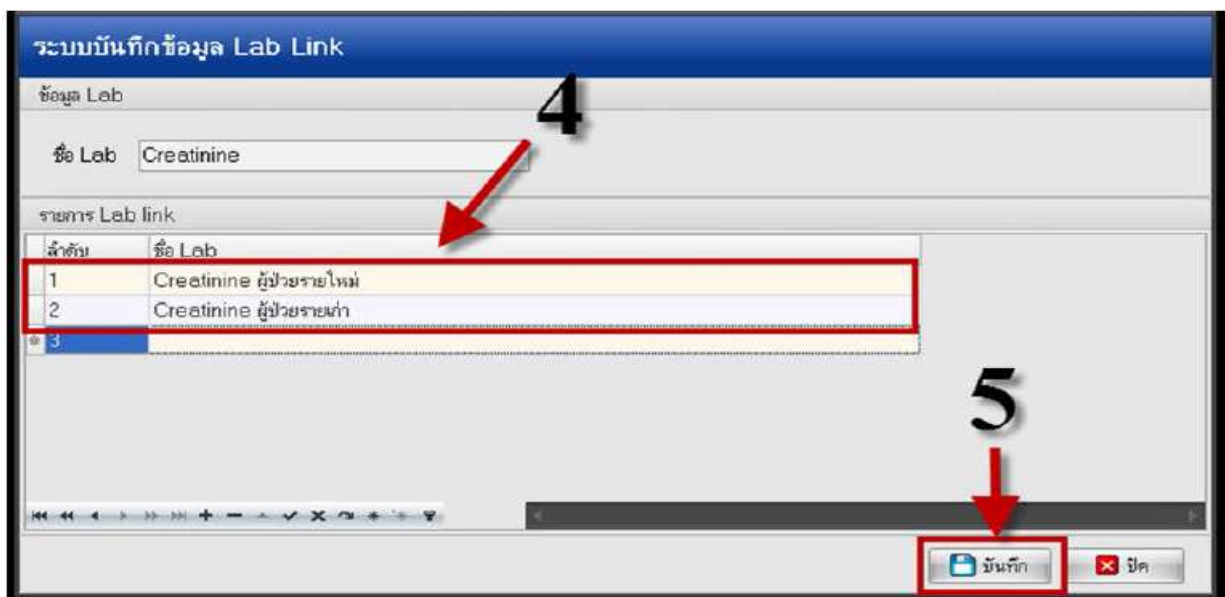 ระบบบันทึกข้อมูล Lab Link
ข้อมูล Lab
4
ชื่อ Lab Creatinine
รายการ Lab link
ลำดับ ชื่อ Lab
1 Creatinine ผู้ป่วยรายใหม่
2 Creatinine ผู้ป่วยรายเก่า
3
5
บันทึก ปิด